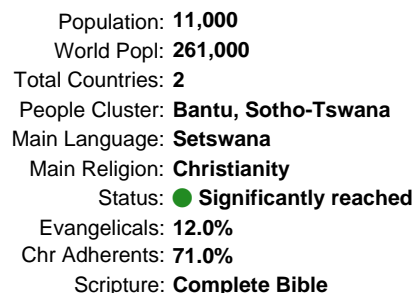 Population: 11,000
World Popl: 261,000
Total Countries: 2
People Cluster: Bantu, Sotho-Tswana
Main Language: Setswana
Main Religion: Christianity
Status: Significantly reached
Evangelicals: 12.0%
Chr Adherents: 71.0%
Scripture: Complete Bible